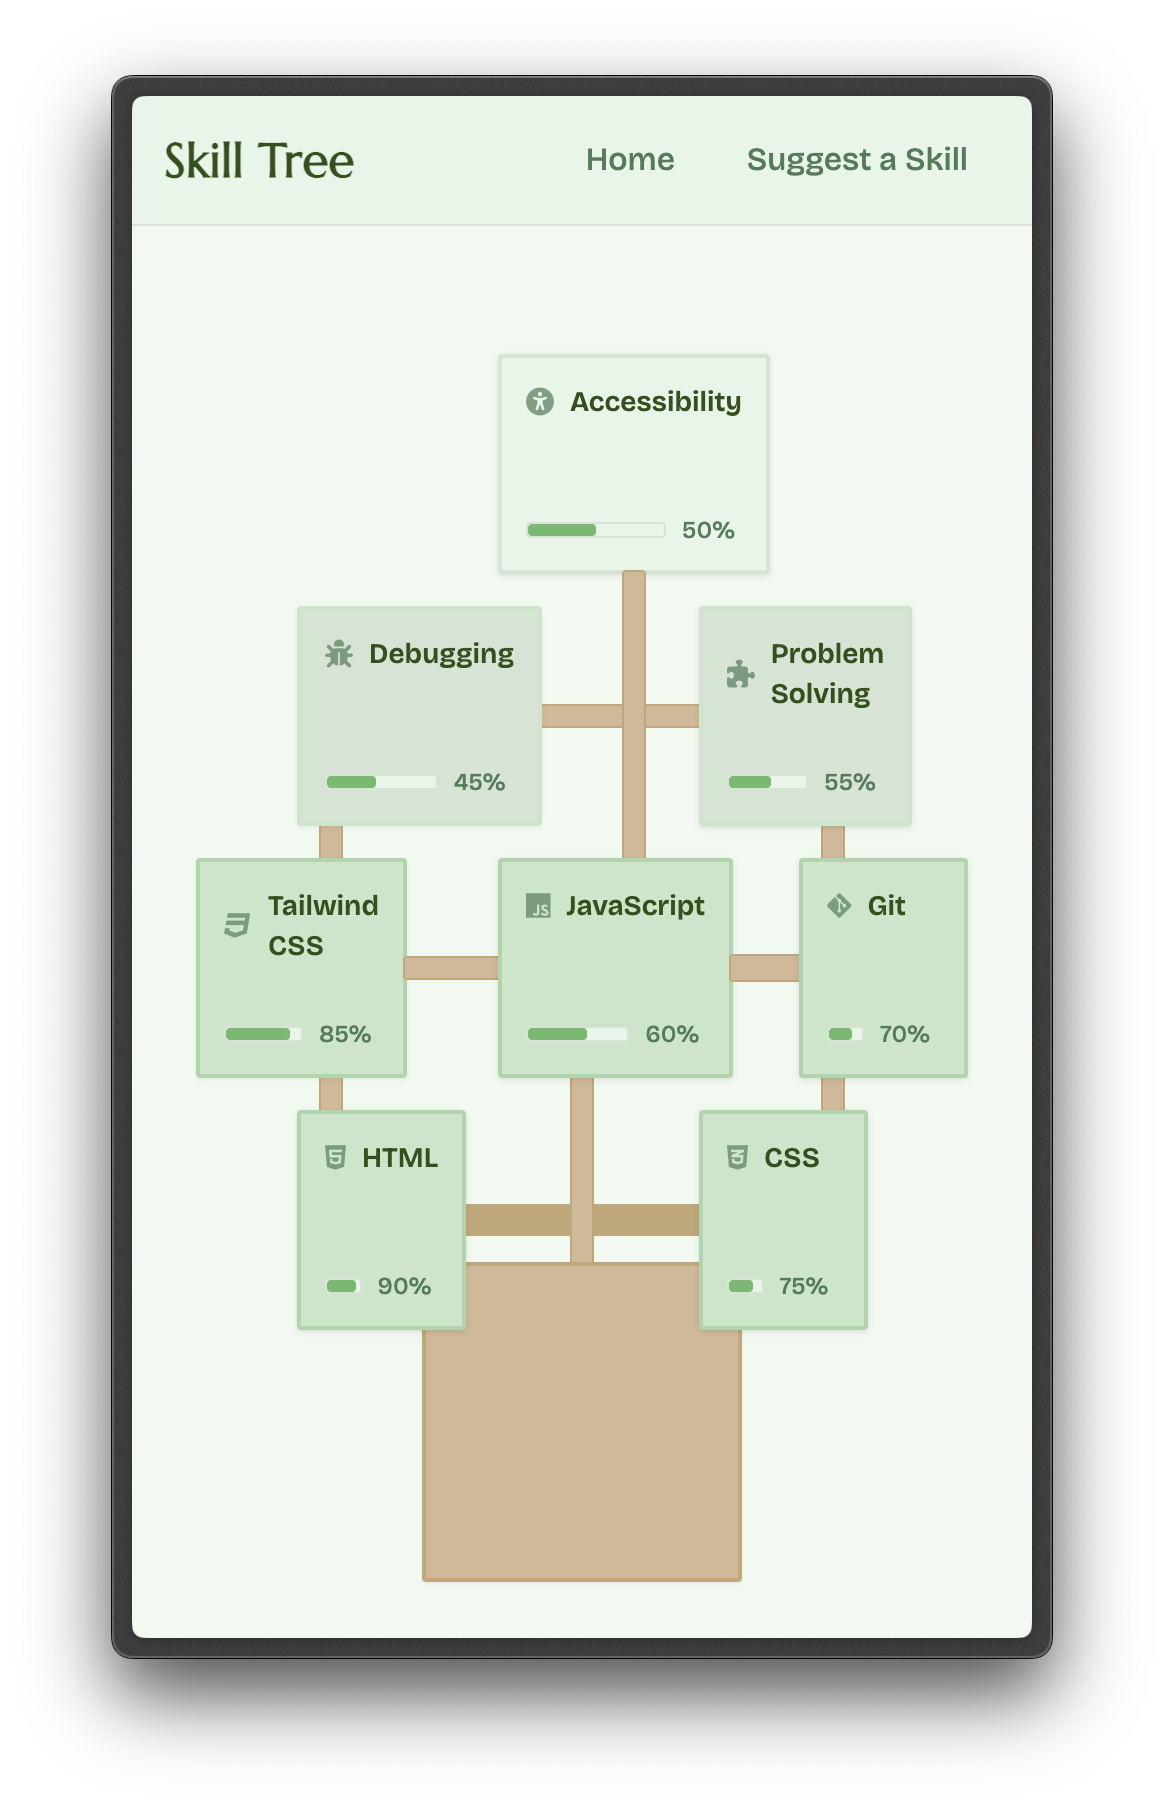 Skill Tree
Home
Suggest a Skill
Accessibility
50%
Debugging
45%
Problem
Solving
55%
Tailwind
CSS
85%
JS
JavaScript
60%
Git
70%
HTML
90%
CSS
75%